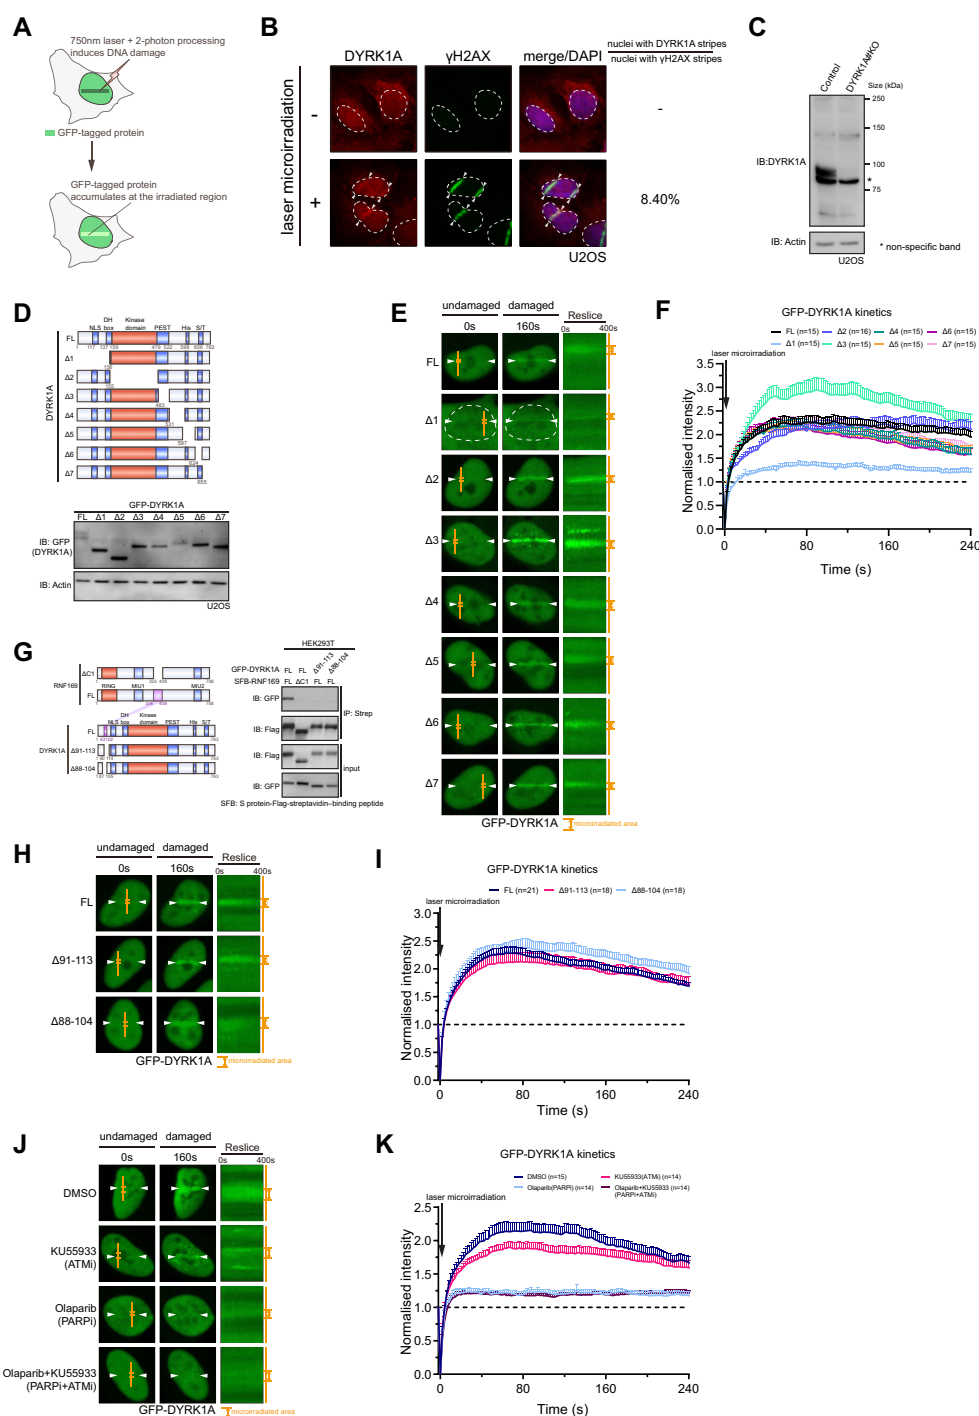 A
750nm laser + 2-photon processing
induces DNA damage
GFP-tagged protein
GFP-tagged protein
accumulates at the irradiated region
B
DYRK1A
γH2AX
merge/DAPI
nuclei with DYRK1A stripes
nuclei with γH2AX stripes
laser microirradiation
-
-
+
8.40%
U2OS
C
Control
DYRK1A#KO
Size (kDa)
250
150
100
75
IB:DYRK1A
*
IB: Actin
* non-specific band
U2OS
D
DYRK1A
NLS
DH
box
Kinase
domain
PEST
His
S/T
FL
1 117 137 159 479 522 599 656 763
Δ1
Δ2
Δ3
483
Δ4
531
Δ5
597
Δ6
624
Δ7
655
GFP-DYRK1A
FL Δ1 Δ2 Δ3 Δ4 Δ5 Δ6 Δ7
IB: GFP
(DYRK1A)
IB: Actin
U2OS
E
undamaged damaged Reslice
0s 160s 0s 400s
FL
Δ1
Δ2
Δ3
Δ4
Δ5
Δ6
Δ7
GFP-DYRK1A
microirradiated area
F
GFP-DYRK1A kinetics
FL (n=15) Δ2 (n=16) Δ4 (n=15) Δ6 (n=15)
Δ1 (n=15) Δ3 (n=15) Δ5 (n=15) Δ7 (n=15)
laser microirradiation
Normalised intensity
3.5
3.0
2.5
2.0
1.5
1.0
0.5
0.0
0 80 160 240
Time (s)
G
RNF169
ΔC1
FL
RING MIU1 MIU2
DYRK1A
NLS
DH
box
Kinase
domain
PEST
His
S/T
FL
Δ91-113
Δ88-104
763
HEK293T
GFP-DYRK1A FL FL Δ91-113 Δ88-104
SFB-RNF169 FL ΔC1 FL FL
IB: GFP
IB: Flag
IP: Strep
IB: Flag
IB: GFP
input
SFB: S protein-Flag-streptavidin-binding peptide
H
undamaged damaged Reslice
0s 160s 0s 400s
FL
Δ91-113
Δ88-104
GFP-DYRK1A
microirradiated area
I
GFP-DYRK1A kinetics
FL (n=21) Δ91-113 (n=18) Δ88-104 (n=18)
laser microirradiation
Normalised intensity
3.0
2.5
2.0
1.5
1.0
0.5
0.0
0 80 160 240
Time (s)
J
undamaged damaged Reslice
0s 160s 0s 400s
DMSO
KU55933
(ATMi)
Olaparib
(PARPi)
Olaparib+KU55933
(PARPi+ATMi)
GFP-DYRK1A
microirradiated area
K
GFP-DYRK1A kinetics
DMSO (n=15) KU55933(ATMi) (n=14)
Olaparib(PARPi) (n=14) Olaparib+KU55933 (n=14)
(PARPi+ATMi)
laser microirradiation
Normalised intensity
2.5
2.0
1.5
1.0
0.5
0.0
0 80 160 240
Time (s)